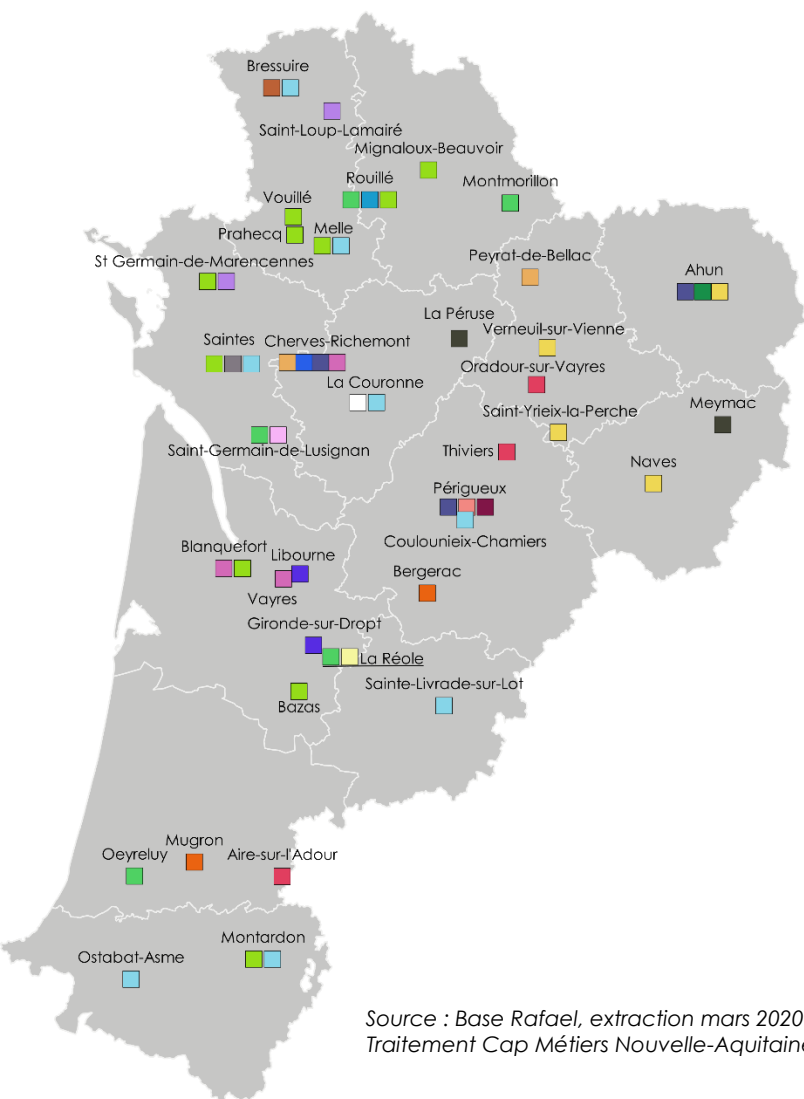 Bressuire
Saint-Loup-Lamairé
Mignaloux-Beauvoir
Rouillé
Montmorillon
Vouillé
Prahecq
Melle
St Germain-de-Marencennes
Peyrat-de-Bellac
Ahun
La Péruse
Verneuil-sur-Vienne
Saintes
Cherves-Richemont
Oradour-sur-Vayres
La Couronne
Saint-Yrieix-la-Perche
Meymac
Saint-Germain-de-Lusignan
Thiviers
Naves
Périgueux
Coulounieix-Chamiers
Blanquefort
Libourne
Vayres
Bergerac
Gironde-sur-Dropt
La Réole
Sainte-Livrade-sur-Lot
Bazas
Mugron
Oeyreluy
Aire-sur-l'Adour
Montardon
Ostabat-Asme
Source : Base Rafael, extraction mars 2020
Traitement Cap Métiers Nouvelle-Aquitaine